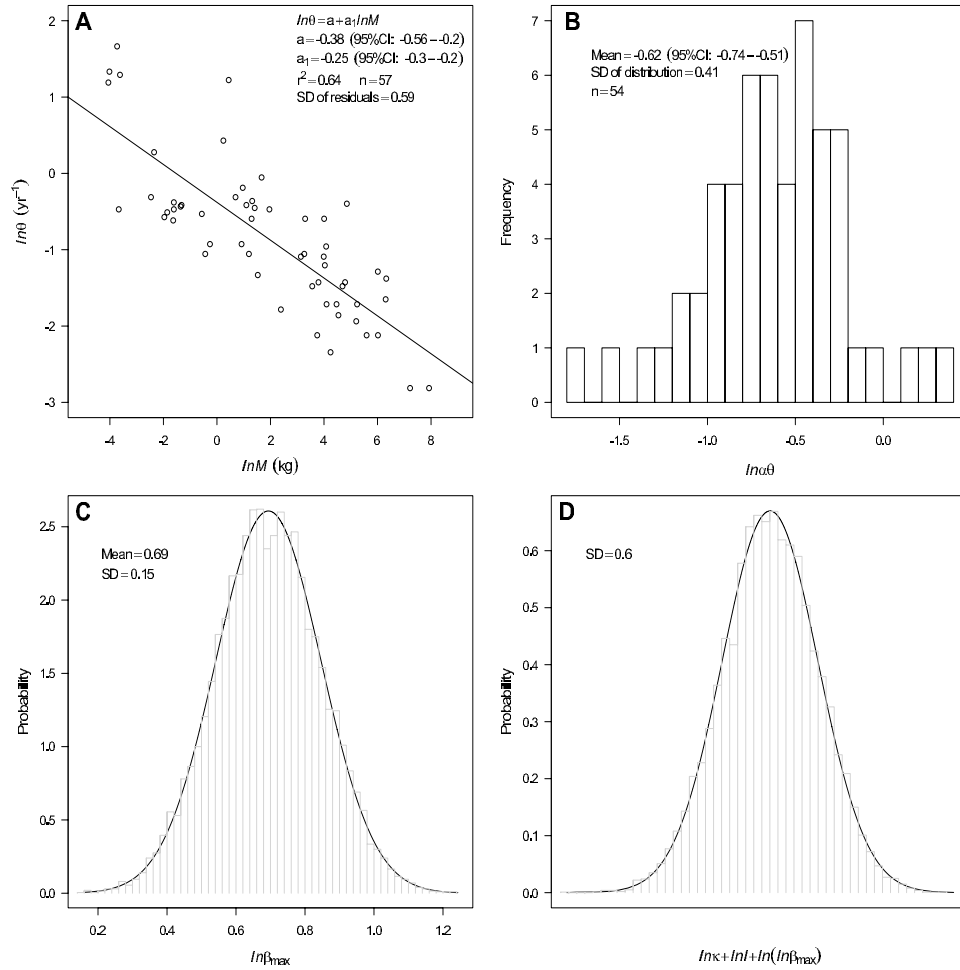 A
lnθ = a + a₁lnM
a = -0.38 (95%CI: -0.56 – -0.2)
a₁ = -0.25 (95%CI: -0.3 – -0.2)
r² = 0.64 n = 57
SD of residuals = 0.59
2
1
0
-1
-2
-3
lnθ (yr⁻¹)
-4 -2 0 2 4 6 8
lnM (kg)
B
Mean = -0.62 (95%CI: -0.74 – -0.51)
SD of distribution = 0.41
n = 54
7
6
5
4
3
2
1
0
Frequency
-1.5 -1.0 -0.5 0.0
lnαθ
C
Mean = 0.69
SD = 0.15
2.5
2.0
1.5
1.0
0.5
0.0
Probability
0.2 0.4 0.6 0.8 1.0 1.2
lnβmax
D
SD = 0.6
0.6
0.5
0.4
0.3
0.2
0.1
0.0
Probability
lnκ + lnl + ln(lnβmax)